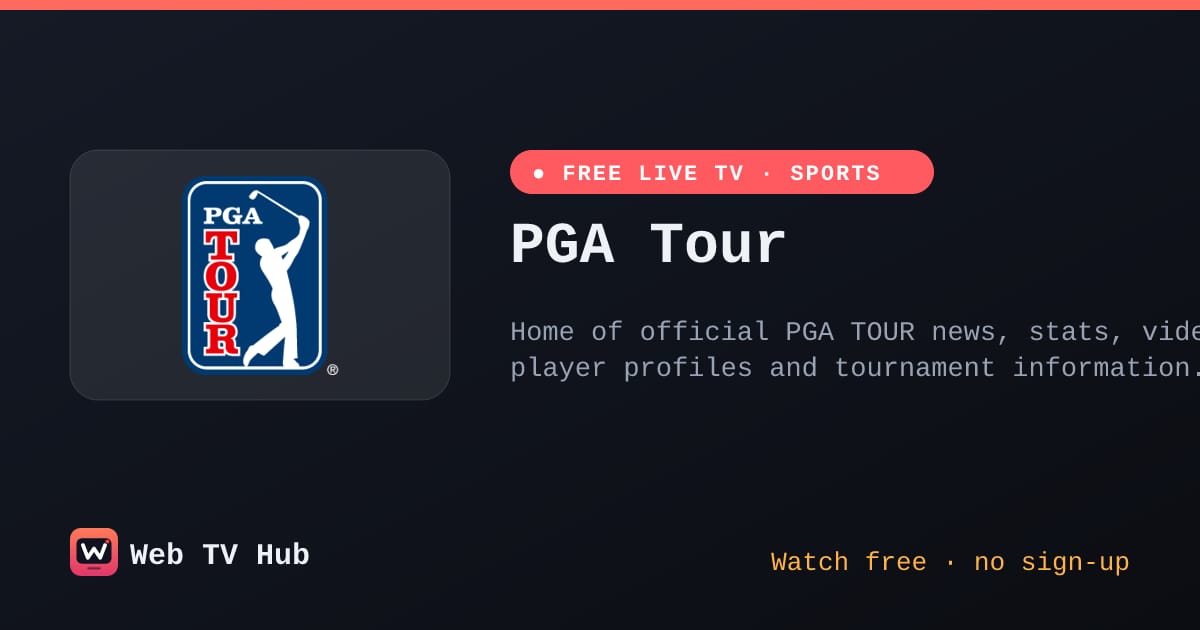 PGA
TOUR
®
• FREE LIVE TV · SPORTS
PGA Tour
Home of official PGA TOUR news, stats, vide
player profiles and tournament information.
W
Web TV Hub
Watch free · no sign-up